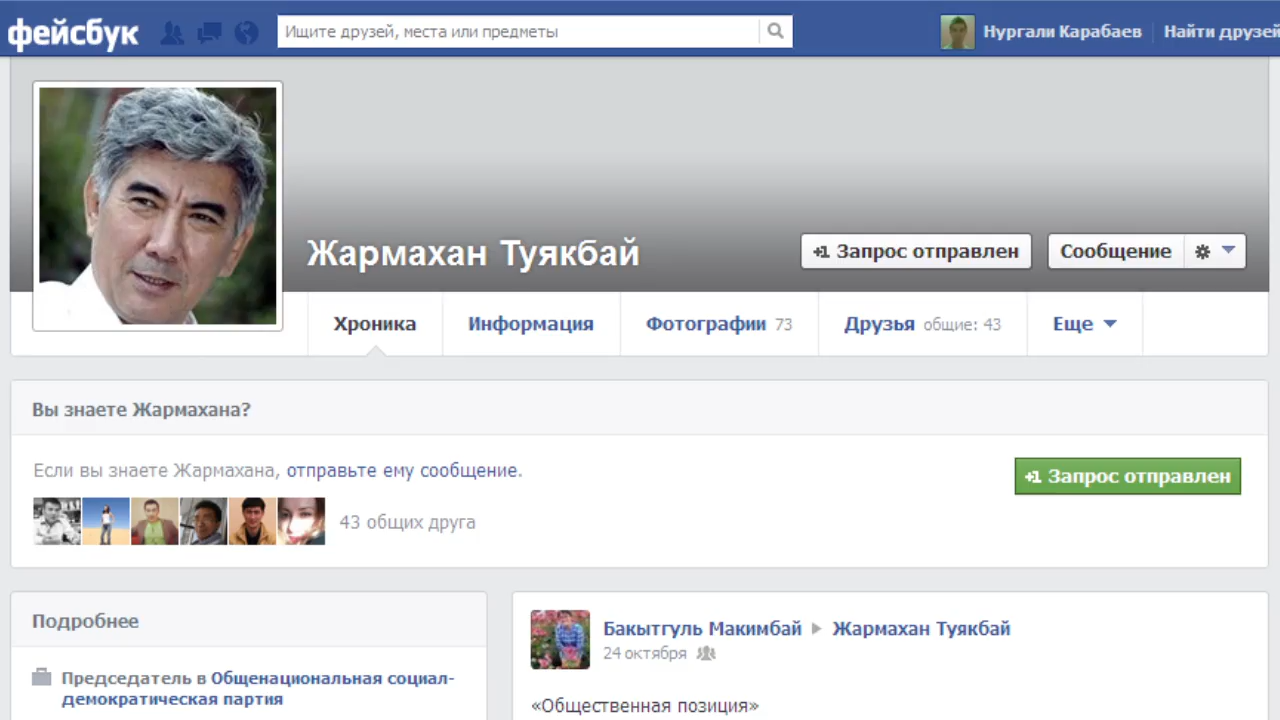 фейсбук
Ищите друзей, места или предметы
Нургали Карабаев
Найти друзей
Жармахан Туякбай
+1 Запрос отправлен
Сообщение
Хроника
Информация
Фотографии 73
Друзья общие: 43
Еще
Вы знаете Жармахана?
Если вы знаете Жармахана, отправьте ему сообщение.
+1 Запрос отправлен
43 общих друга
Подробнее
Председатель в Общенациональная социал-
демократическая партия
Бакытгуль Макимбай
Жармахан Туякбай
24 октября
«Общественная позиция»